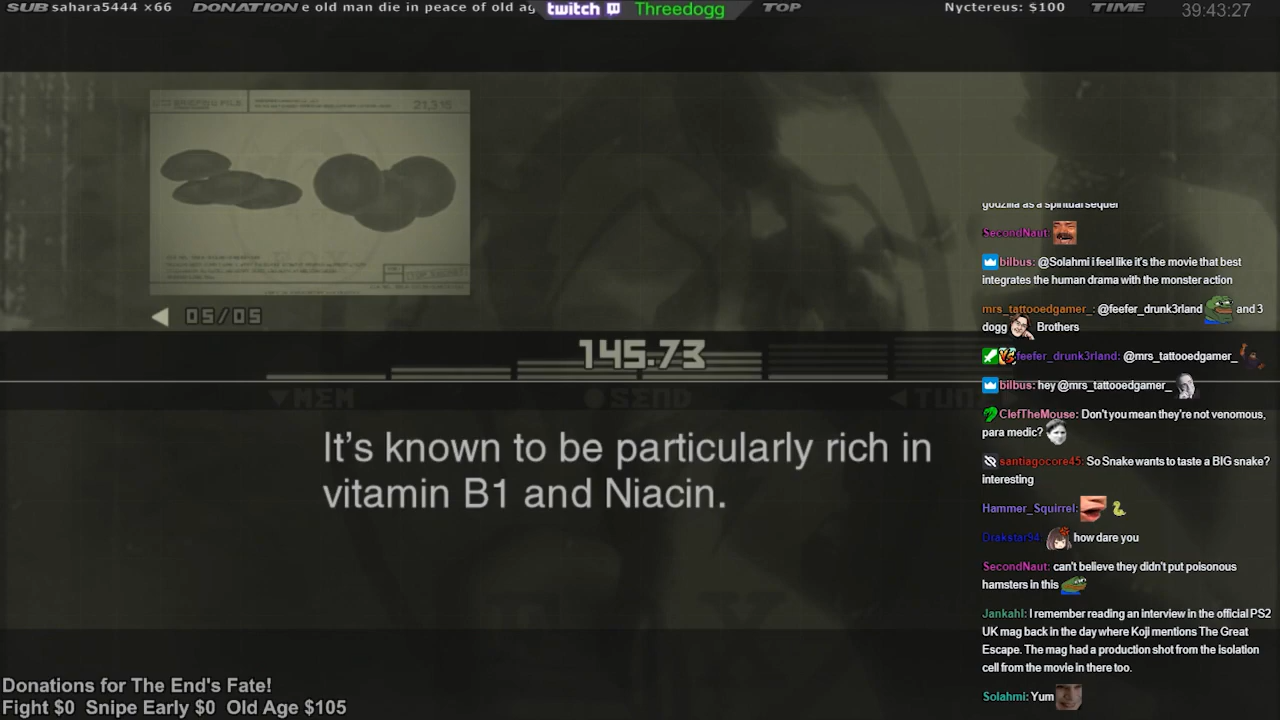 SUB sahara5444 ×66 DONATION e old man die in peace of old ag twitch Threedogg TOP Nyctereus: $100 TIME 39:43:27
BRIEFING FILE
05/05
145.73
MEM SEND TUNE
It's known to be particularly rich in
vitamin B1 and Niacin.
godzilla as a spiritual sequel
SecondNaut:
bilbus: @Solahmi i feel like it's the movie that best
integrates the human drama with the monster action
mrs_tattooedgamer_: @feefer_drunk3rland and 3
dogg Brothers
feefer_drunk3rland: @mrs_tattooedgamer_
bilbus: hey @mrs_tattooedgamer_
ClefTheMouse: Don't you mean they're not venomous,
para medic?
santiagocore45: So Snake wants to taste a BIG snake?
interesting
Hammer_Squirrel:
Drakstar94: how dare you
SecondNaut: can't believe they didn't put poisonous
hamsters in this
Jankahl: I remember reading an interview in the official PS2
UK mag back in the day where Koji mentions The Great
Escape. The mag had a production shot from the isolation
cell from the movie in there too.
Solahmi: Yum
Donations for The End's Fate!
Fight $0 Snipe Early $0 Old Age $105